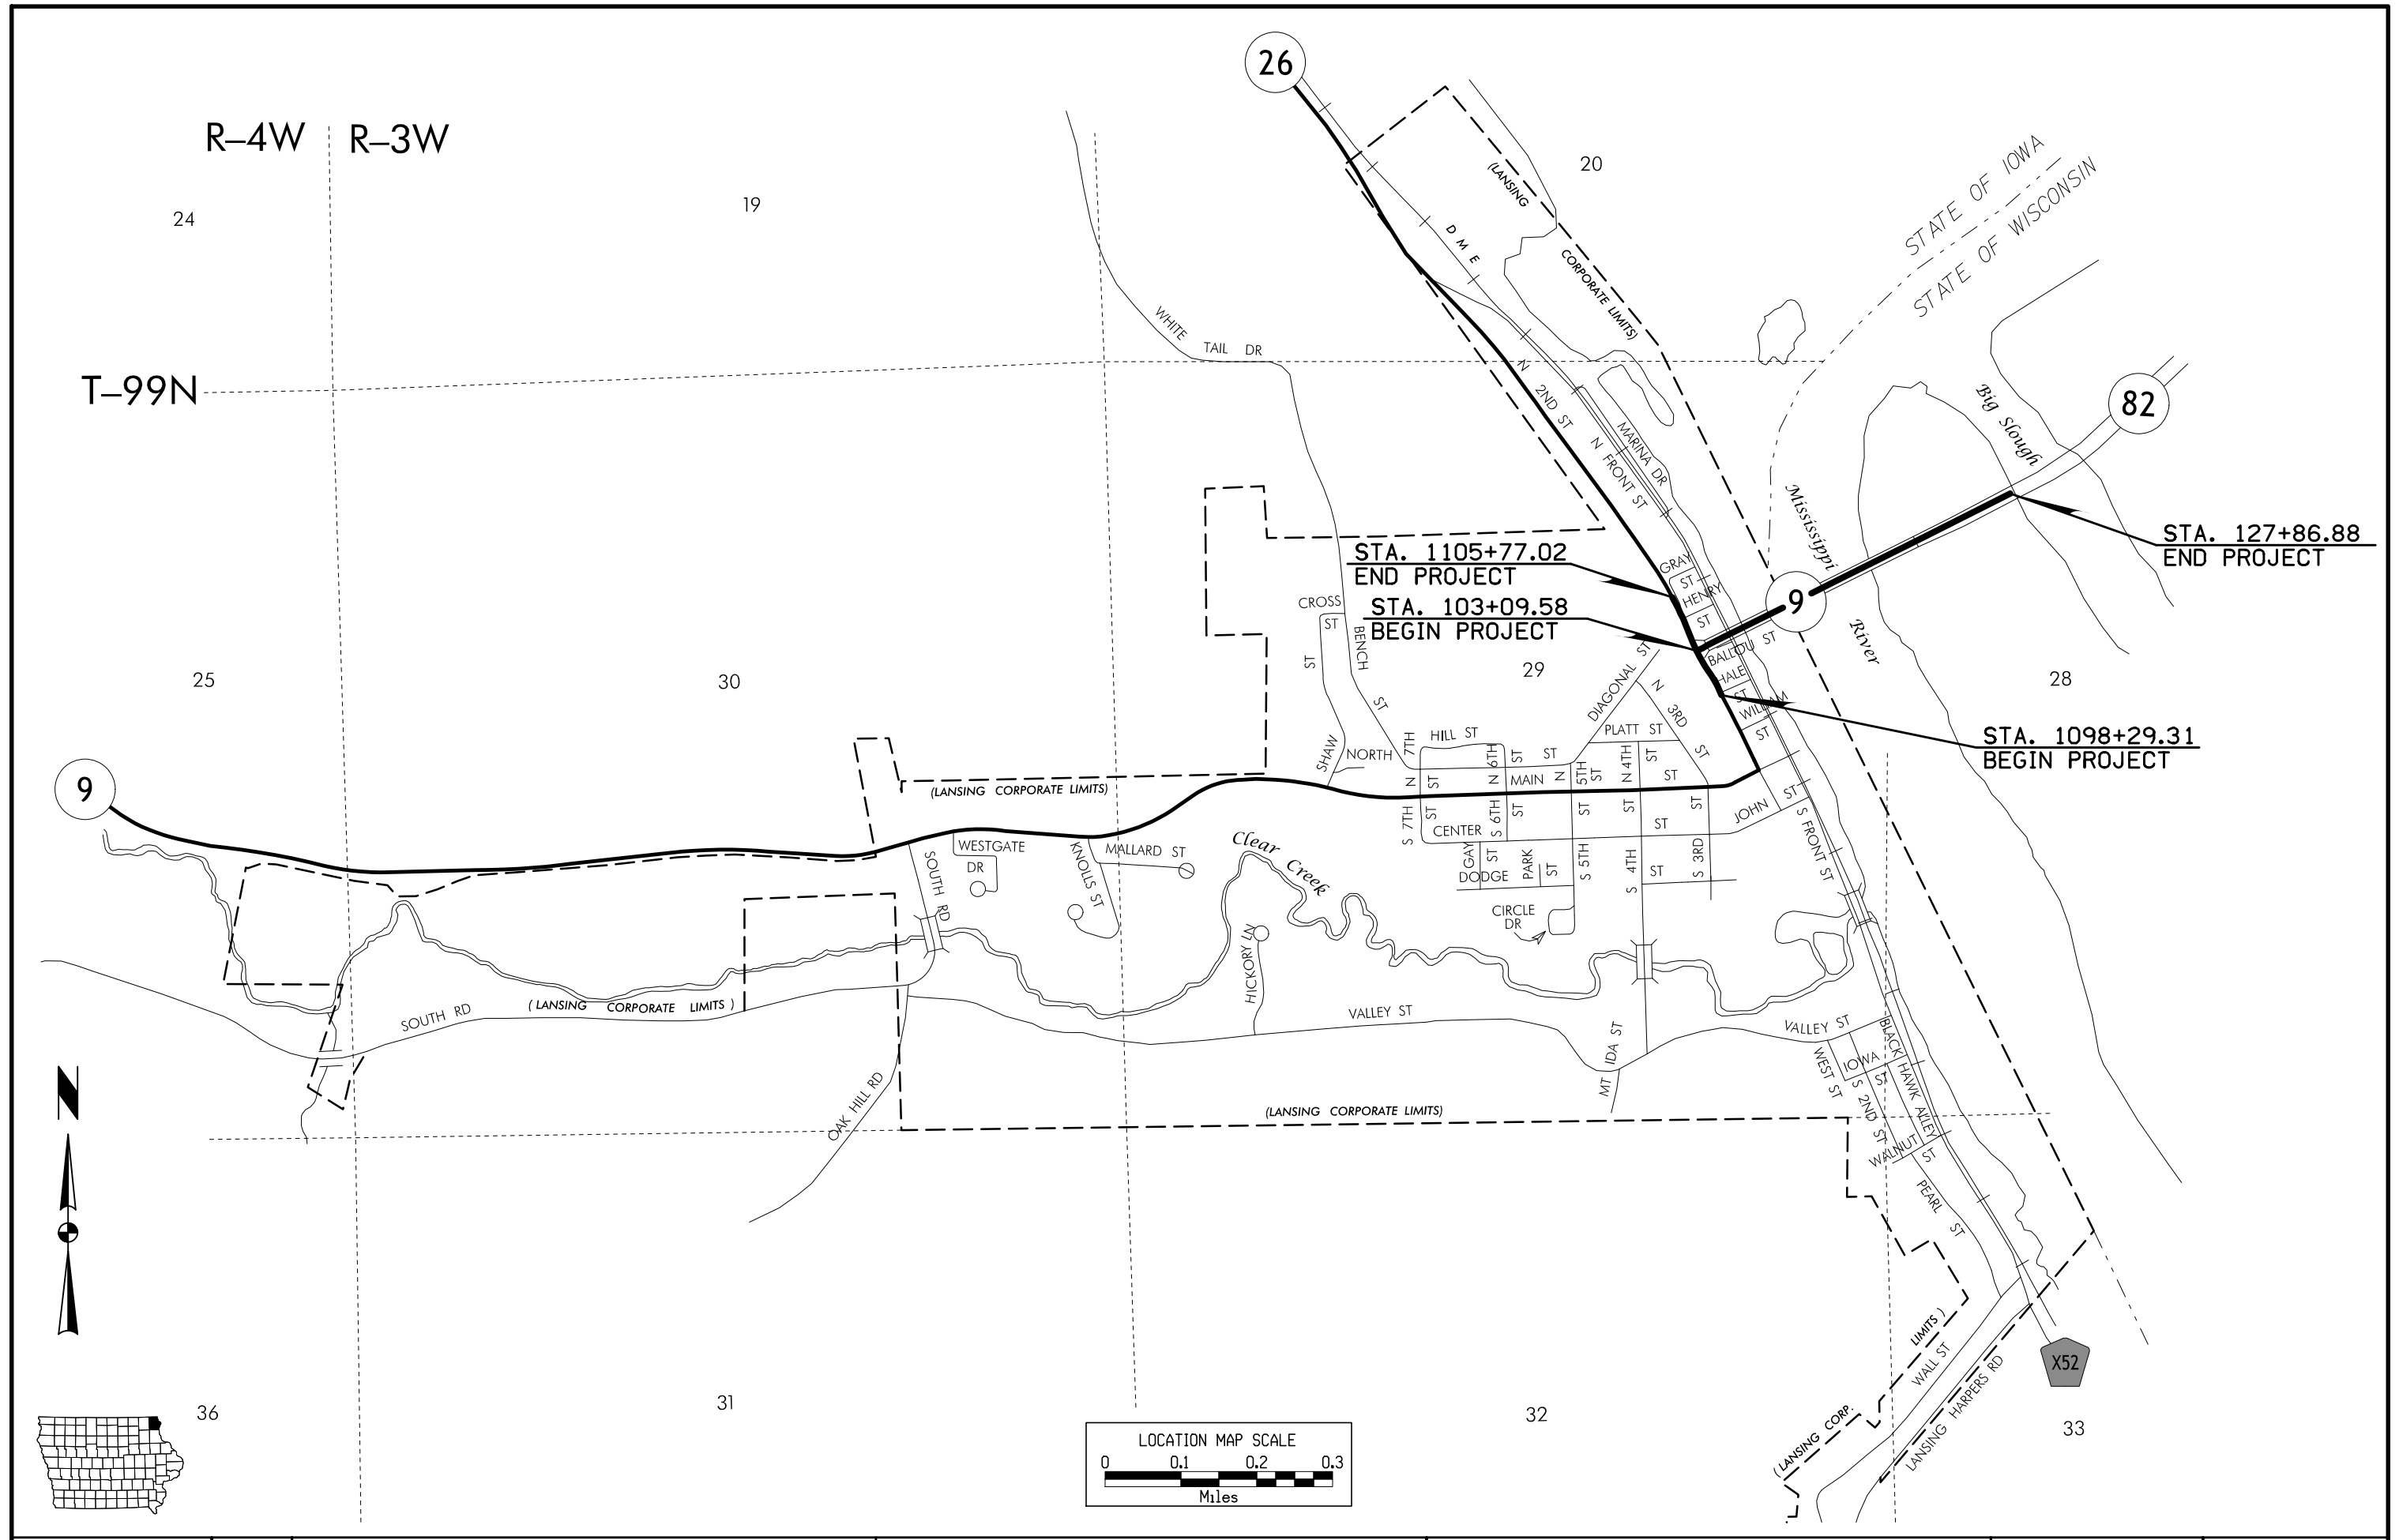 26
R–4W
R–3W
20
(LANSING
CORPORATE LIMITS)
STATE OF IOWA
STATE OF WISCONSIN
24
19
D M E
WHITE
TAIL DR
T–99N
N 2ND ST
N FRONT ST
MARINA DR
Big Slough
82
Mississippi
River
STA. 127+86.88
END PROJECT
STA. 1105+77.02
END PROJECT
STA. 103+09.58
BEGIN PROJECT
GRAY
ST
HENRY
ST
9
BALLOU ST
HALE
ST
WILLIAM
ST
CROSS
ST
ST
BENCH
ST
29
28
25
30
DIAGONAL ST
N 3RD ST
PLATT ST
STA. 1098+29.31
BEGIN PROJECT
SHAW
NORTH
N 7TH
ST
HILL ST
N 6TH
ST
ST
MAIN
N 5TH
ST
N 4TH
ST
ST
9
(LANSING CORPORATE LIMITS)
S 7TH
ST
CENTER
S 6TH
ST
ST
ST
ST
ST
JOHN
ST
S FRONT ST
WESTGATE
DR
KNOLLS ST
MALLARD ST
SOUTH RD
Clear Creek
GAY
ST
DODGE
PARK
ST
S 5TH
S 4TH
ST
S 3RD
CIRCLE
DR
HICKORY LN
SOUTH RD
( LANSING CORPORATE LIMITS )
VALLEY ST
VALLEY ST
MT IDA ST
WEST ST
IOWA
ST
BLACK HAWK ALLEY
S 2ND ST
WALNUT
ST
PEARL ST
N
OAK HILL RD
(LANSING CORPORATE LIMITS)
LIMITS )
WALL ST
X52
LANSING HARPERS RD
( LANSING CORP.
36
31
32
33
LOCATION MAP SCALE
0 0.1 0.2 0.3
Miles